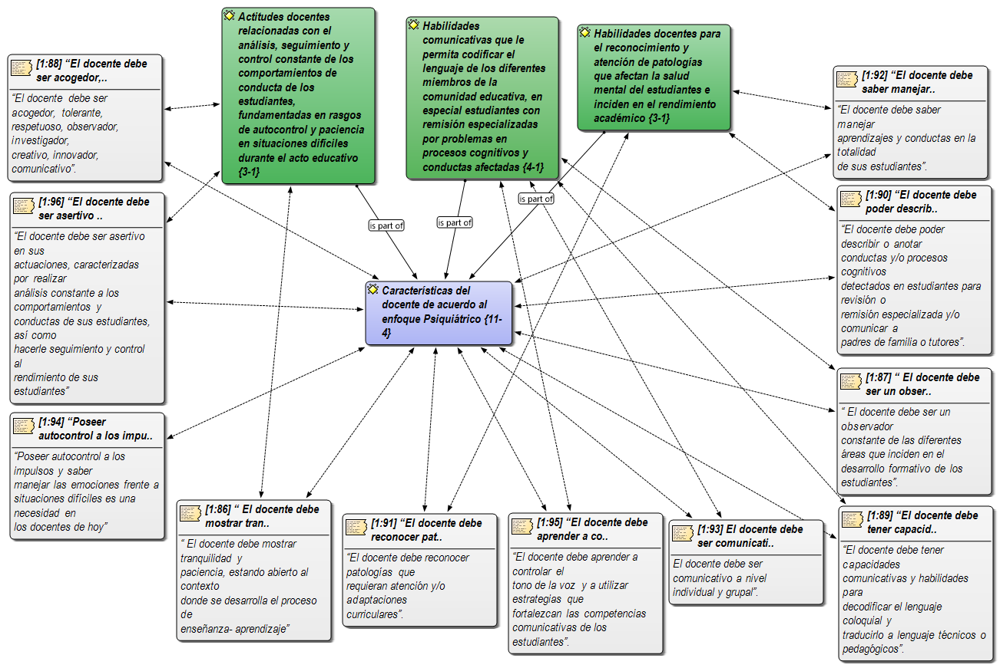 Actitudes docentes
relacionadas con el
análisis, seguimiento y
control constante de los
comportamientos de
conducta de los
estudiantes,
fundamentadas en rasgos
de autocontrol y paciencia
en situaciones difíciles
durante el acto educativo
{3-1}
Habilidades
comunicativas que le
permita codificar el
lenguaje de los diferentes
miembros de la
comunidad educativa, en
especial estudiantes con
remisión especializadas
por problemas en
procesos cognitivos y
conductas afectadas {4-1}
Habilidades docentes para
el reconocimiento y
atención de patologías
que afectan la salud
mental del estudiantes e
inciden en el rendimiento
académico {3-1}
[1:88] “El docente debe
ser acogedor,..
“El docente debe ser
acogedor, tolerante,
respetuoso, observador,
investigador,
creativo, innovador,
comunicativo”.
[1:92] “El docente debe
saber manejar..
“El docente debe saber
manejar
aprendizajes y conductas en la
totalidad
de sus estudiantes”.
[1:96] “El docente debe
ser asertivo ..
“El docente debe ser asertivo
en sus
actuaciones, caracterizadas
por realizar
análisis constante a los
comportamientos y
conductas de sus estudiantes,
así como
hacerle seguimiento y control
al
rendimiento de sus
estudiantes”
[1:90] “El docente debe
poder describ..
“El docente debe poder
describir o anotar
conductas y/o procesos
cognitivos
detectados en estudiantes para
revisión o
remisión especializada y/o
comunicar a
padres de familia o tutores”.
is part of
is part of
is part of
Características del
docente de acuerdo al
enfoque Psiquiátrico {11-
4}
[1:87] “ El docente debe
ser un obser..
“ El docente debe ser un
observador
constante de las diferentes
áreas que inciden en el
desarrollo formativo de los
estudiantes”.
[1:94] “Poseer
autocontrol a los impu..
“Poseer autocontrol a los
impulsos y saber
manejar las emociones frente a
situaciones difíciles es una
necesidad en
los docentes de hoy”
[1:86] “ El docente debe
mostrar tran..
“ El docente debe mostrar
tranquilidad y
paciencia, estando abierto al
contexto
donde se desarrolla el proceso
de
enseñanza- aprendizaje”
[1:91] “El docente debe
reconocer pat..
“El docente debe reconocer
patologías que
requieran atención y/o
adaptaciones
curriculares”.
[1:95] “El docente debe
aprender a co..
“El docente debe aprender a
controlar el
tono de la voz y a utilizar
estrategias que
fortalezcan las competencias
comunicativas de los
estudiantes”.
[1:93] El docente debe
ser comunicati..
El docente debe ser
comunicativo a nivel
individual y grupal”.
[1:89] “El docente debe
tener capacid..
“El docente debe tener
capacidades
comunicativas y habilidades
para
decodificar el lenguaje
coloquial y
traducirlo a lenguaje técnicos o
pedagógicos”.